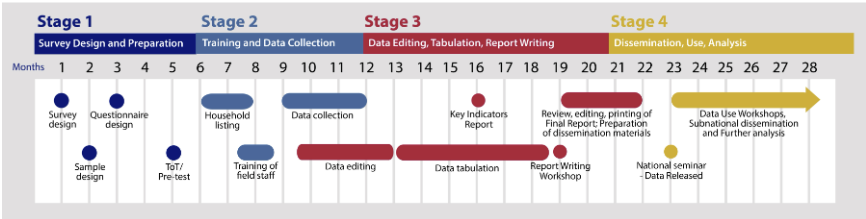 Stage 1 Stage 2 Stage 3 Stage 4
Survey Design and Preparation Training and Data Collection Data Editing, Tabulation, Report Writing Dissemination, Use, Analysis
Months 1 2 3 4 5 6 7 8 9 10 11 12 13 14 15 16 17 18 19 20 21 22 23 24 25 26 27 28
Survey
design
Questionnaire
design
Household
listing
Data collection
Key Indicators
Report
Review, editing, printing of
Final Report; Preparation
of dissemination materials
Data Use Workshops,
Subnational dissemination
and Further analysis
Sample
design
ToT/
Pre-test
Training of
field staff
Data editing
Data tabulation
Report Writing
Workshop
National seminar
- Data Released